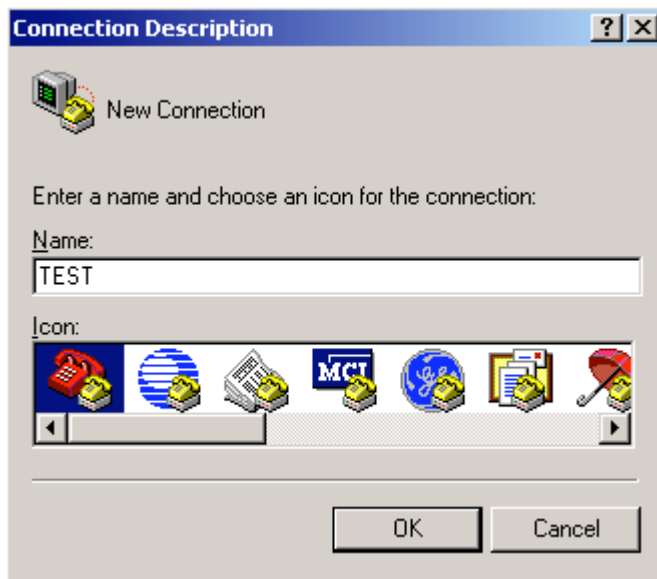 Connection Description
New Connection
Enter a name and choose an icon for the connection:
Name:
TEST
Icon:
MCI
OK Cancel